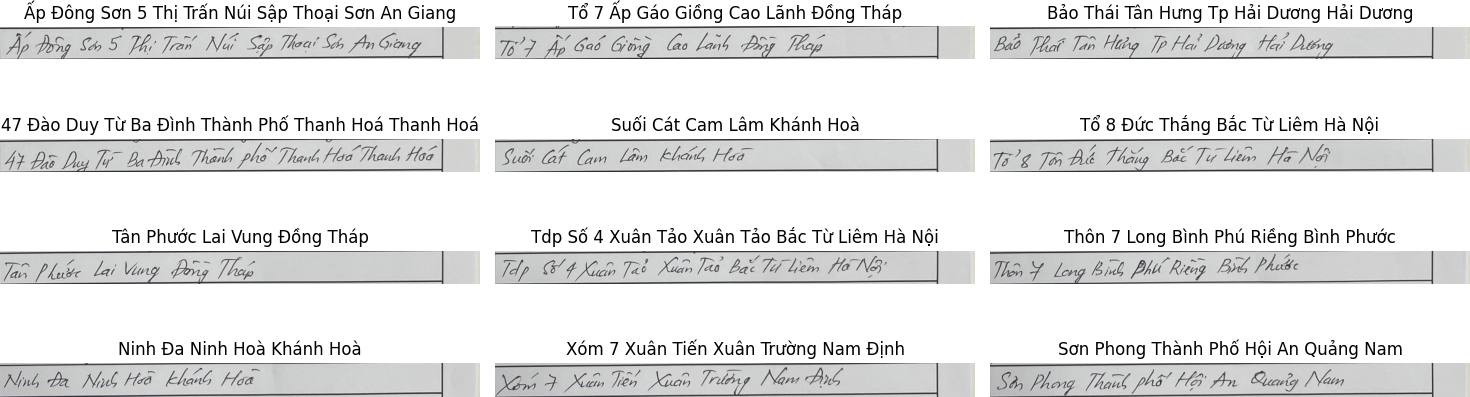 Ấp Đông Sơn 5 Thị Trấn Núi Sập Thoại Sơn An Giang
Tổ 7 Ấp Gáo Giồng Cao Lãnh Đồng Tháp
Bảo Thái Tân Hưng Tp Hải Dương Hải Dương
Ấp Đông Sơn 5 Thị Trấn Núi Sập Thoại Sơn An Giang
Tổ 7 Ấp Gáo Giồng Cao Lãnh Đồng Tháp
Bảo Thái Tân Hưng Tp Hải Dương Hải Dương
47 Đào Duy Từ Ba Đình Thành Phố Thanh Hoá Thanh Hoá
Suối Cát Cam Lâm Khánh Hoà
Tổ 8 Đức Thắng Bắc Từ Liêm Hà Nội
47 Đào Duy Từ Ba Đình Thành phố Thanh Hoá Thanh Hoá
Suối Cát Cam Lâm Khánh Hoà
Tổ 8 Tôn Đức Thắng Bắc Từ Liêm Hà Nội
Tân Phước Lai Vung Đồng Tháp
Tdp Số 4 Xuân Tảo Xuân Tảo Bắc Từ Liêm Hà Nội
Thôn 7 Long Bình Phú Riềng Bình Phước
Tân Phước Lai Vung Đồng Tháp
Tdp Số 4 Xuân Tảo Xuân Tảo Bắc Từ Liêm Hà Nội
Thôn 7 Long Bình Phú Riềng Bình Phước
Ninh Đa Ninh Hoà Khánh Hoà
Xóm 7 Xuân Tiến Xuân Trường Nam Định
Sơn Phong Thành Phố Hội An Quảng Nam
Ninh Đa Ninh Hoà Khánh Hoà
Xóm 7 Xuân Tiến Xuân Trường Nam Định
Sơn Phong Thành phố Hội An Quảng Nam